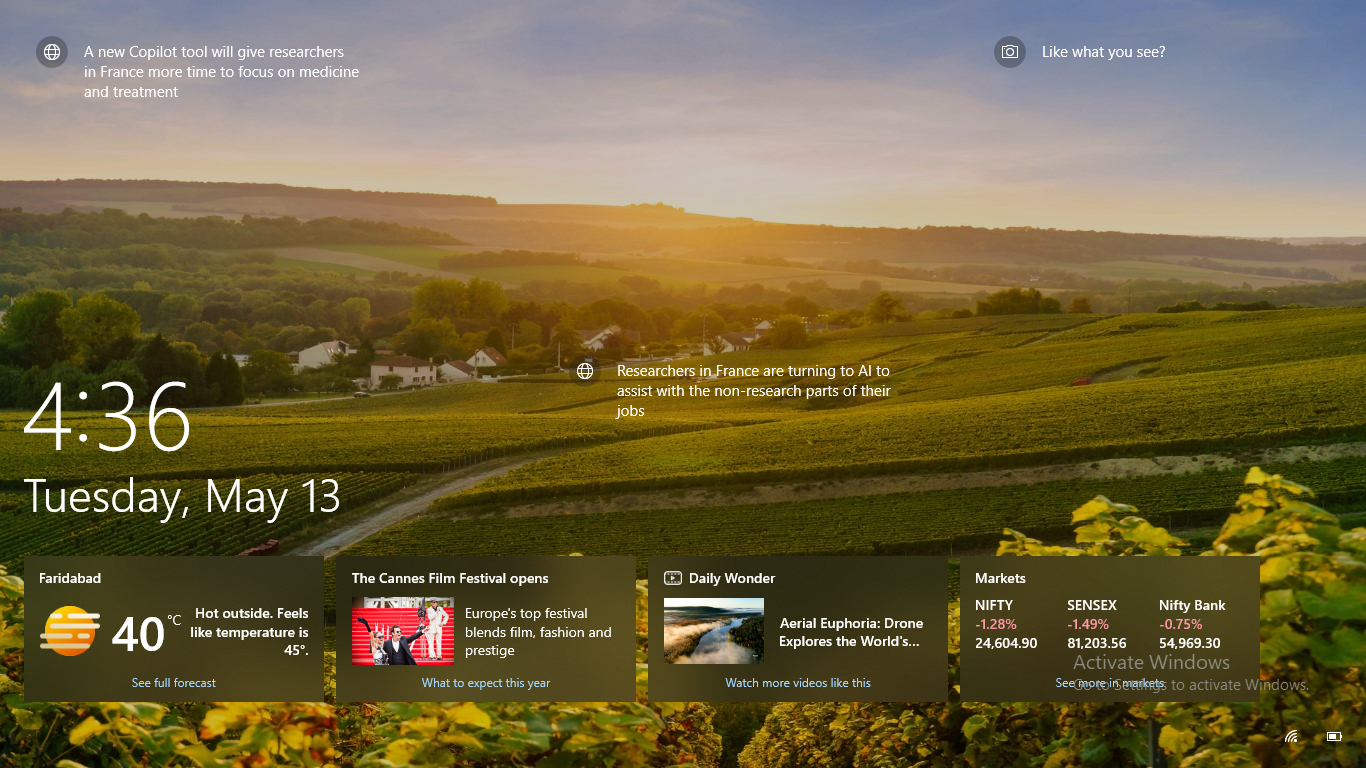 A new Copilot tool will give researchers
in France more time to focus on medicine
and treatment
Like what you see?
Researchers in France are turning to AI to
assist with the non-research parts of their
jobs
4:36
Tuesday, May 13
Faridabad
40 °C
Hot outside. Feels
like temperature is
45°.
See full forecast
The Cannes Film Festival opens
Europe's top festival
blends film, fashion and
prestige
What to expect this year
Daily Wonder
Aerial Euphoria: Drone
Explores the World's...
Watch more videos like this
Markets
NIFTY SENSEX Nifty Bank
-1.28% -1.49% -0.75%
24,604.90 81,203.56 54,969.30
See more in markets
Activate Windows
Go to Settings to activate Windows.